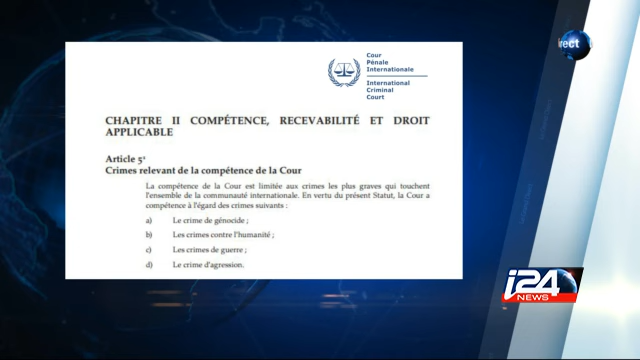 Cour
Pénale
Internationale
International
Criminal
Court
rect
CHAPITRE II COMPÉTENCE, RECEVABILITÉ ET DROIT
APPLICABLE
Article 5¹
Crimes relevant de la compétence de la Cour
La compétence de la Cour est limitée aux crimes les plus graves qui touchent
l'ensemble de la communauté internationale. En vertu du présent Statut, la Cour a
compétence à l'égard des crimes suivants :
a) Le crime de génocide ;
b) Les crimes contre l'humanité ;
c) Les crimes de guerre ;
d) Le crime d'agression.
i24
NEWS